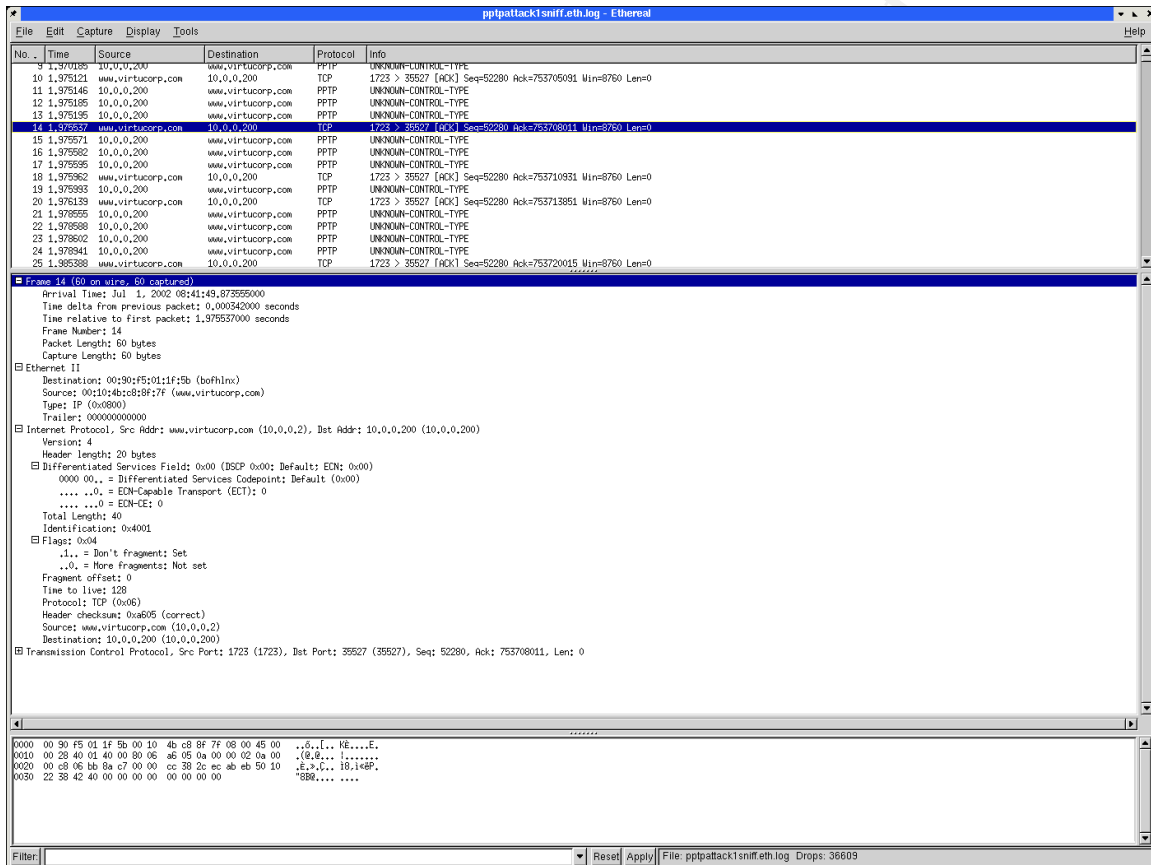 pptpattack1sniff.eth.log - Ethereal
File Edit Capture Display Tools Help
No. . Time Source Destination Protocol Info
9 1.970185 10.0.0.200 www.virtucorp.com PPTP UNKNOWN-CONTROL-TYPE
10 1.975121 www.virtucorp.com 10.0.0.200 TCP 1723 > 35527 [ACK] Seq=52280 Ack=753705091 Win=8760 Len=0
11 1.975146 10.0.0.200 www.virtucorp.com PPTP UNKNOWN-CONTROL-TYPE
12 1.975185 10.0.0.200 www.virtucorp.com PPTP UNKNOWN-CONTROL-TYPE
13 1.975195 10.0.0.200 www.virtucorp.com PPTP UNKNOWN-CONTROL-TYPE
14 1.975537 www.virtucorp.com 10.0.0.200 TCP 1723 > 35527 [ACK] Seq=52280 Ack=753708011 Win=8760 Len=0
15 1.975571 10.0.0.200 www.virtucorp.com PPTP UNKNOWN-CONTROL-TYPE
16 1.975582 10.0.0.200 www.virtucorp.com PPTP UNKNOWN-CONTROL-TYPE
17 1.975595 10.0.0.200 www.virtucorp.com PPTP UNKNOWN-CONTROL-TYPE
18 1.975962 www.virtucorp.com 10.0.0.200 TCP 1723 > 35527 [ACK] Seq=52280 Ack=753710931 Win=8760 Len=0
19 1.975993 10.0.0.200 www.virtucorp.com PPTP UNKNOWN-CONTROL-TYPE
20 1.976139 www.virtucorp.com 10.0.0.200 TCP 1723 > 35527 [ACK] Seq=52280 Ack=753713851 Win=8760 Len=0
21 1.978555 10.0.0.200 www.virtucorp.com PPTP UNKNOWN-CONTROL-TYPE
22 1.978588 10.0.0.200 www.virtucorp.com PPTP UNKNOWN-CONTROL-TYPE
23 1.978602 10.0.0.200 www.virtucorp.com PPTP UNKNOWN-CONTROL-TYPE
24 1.978941 10.0.0.200 www.virtucorp.com PPTP UNKNOWN-CONTROL-TYPE
25 1.985388 www.virtucorp.com 10.0.0.200 TCP 1723 > 35527 [ACK] Seq=52280 Ack=753720015 Win=8760 Len=0
Frame 14 (60 on wire, 60 captured)
Arrival Time: Jul 1, 2002 08:41:49.873555000
Time delta from previous packet: 0.000342000 seconds
Time relative to first packet: 1.975537000 seconds
Frame Number: 14
Packet Length: 60 bytes
Capture Length: 60 bytes
Ethernet II
Destination: 00:90:f5:01:1f:5b (bofhlnx)
Source: 00:10:4b:c8:8f:7f (www.virtucorp.com)
Type: IP (0x0800)
Trailer: 000000000000
Internet Protocol, Src Addr: www.virtucorp.com (10.0.0.2), Dst Addr: 10.0.0.200 (10.0.0.200)
Version: 4
Header length: 20 bytes
Differentiated Services Field: 0x00 (DSCP 0x00: Default; ECN: 0x00)
0000 00.. = Differentiated Services Codepoint: Default (0x00)
.... ..0. = ECN-Capable Transport (ECT): 0
.... ...0 = ECN-CE: 0
Total Length: 40
Identification: 0x4001
Flags: 0x04
.1.. = Don't fragment: Set
..0. = More fragments: Not set
Fragment offset: 0
Time to live: 128
Protocol: TCP (0x06)
Header checksum: 0xa605 (correct)
Source: www.virtucorp.com (10.0.0.2)
Destination: 10.0.0.200 (10.0.0.200)
Transmission Control Protocol, Src Port: 1723 (1723), Dst Port: 35527 (35527), Seq: 52280, Ack: 753708011, Len: 0
0000 00 90 f5 01 1f 5b 00 10 4b c8 8f 7f 08 00 45 00 ..õ..[.. KÈ....E.
0010 00 28 40 01 40 00 80 06 a6 05 0a 00 00 02 0a 00 .(@.@... ¦.......
0020 00 c8 06 bb 8a c7 00 00 cc 38 2c ec ab eb 50 10 .È.».Ç.. Ì8,ì«ëP.
0030 22 38 42 40 00 00 00 00 00 00 00 00 "8B@.... ....
Filter: Reset Apply File: pptpattack1sniff.eth.log Drops: 36609